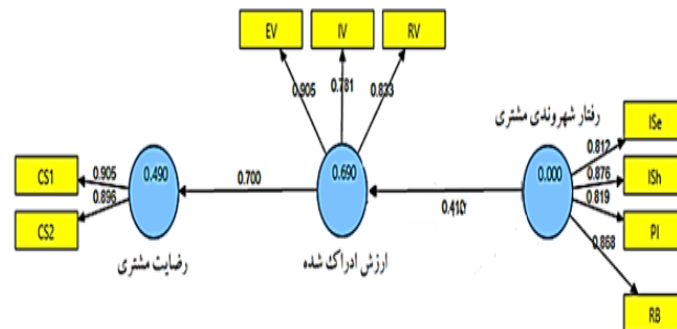 EV IV RV
0.905 0.781 0.833
رفتار شهروندی مشتری
ISe
0.812
CS1 0.905 0.490 0.700 0.690 0.410 0.000 0.876 ISh
CS2 0.896 0.819 PI
رضایت مشتری
ارزش ادراک شده
0.868
RB